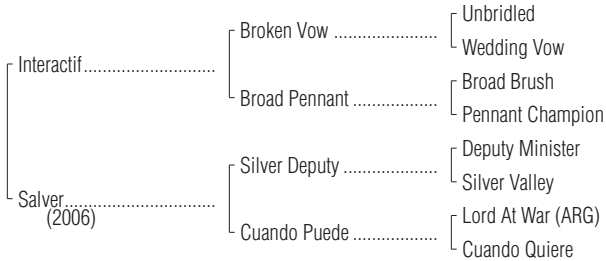 Unbridled
Broken Vow ....................
Wedding Vow
Interactif.........................
Broad Brush
Broad Pennant .................
Pennant Champion
Deputy Minister
Silver Deputy ..................
Silver Valley
Salver..............................
(2006)
Lord At War (ARG)
Cuando Puede ................
Cuando Quiere